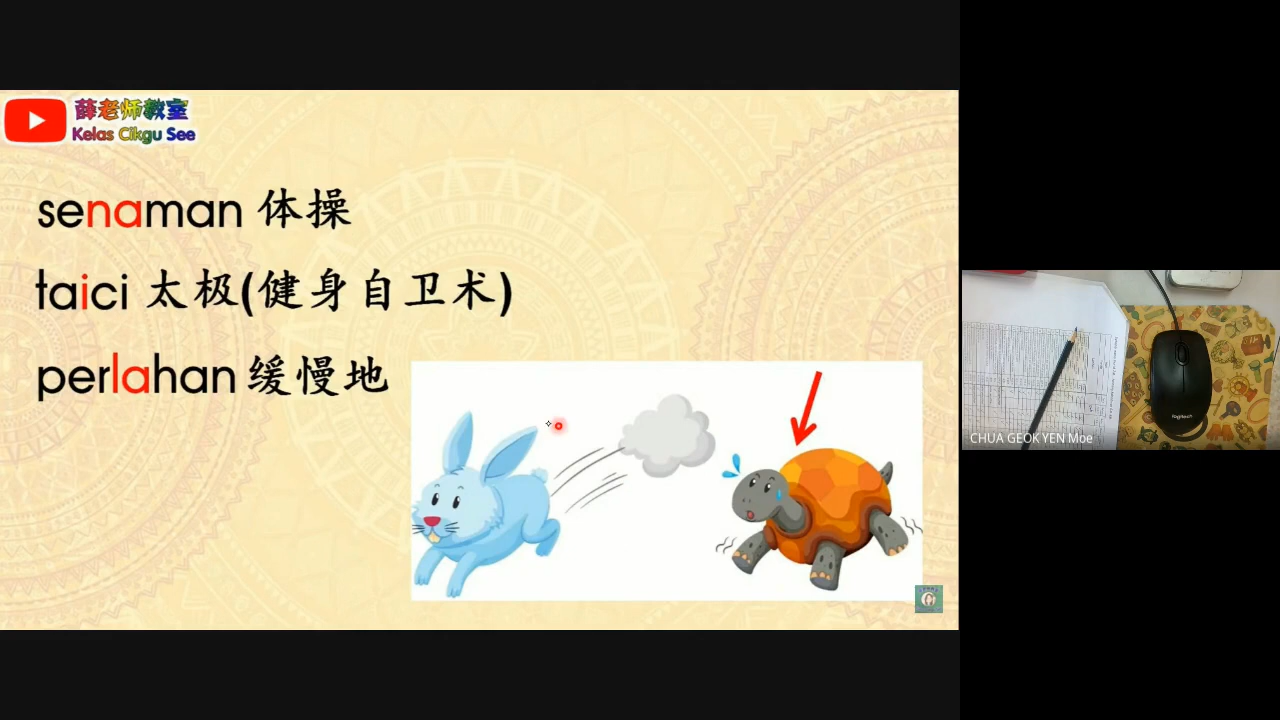 薛老师教室
Kelas Cikgu See
senaman 体操
taici 太极(健身自卫术)
perlahan 缓慢地
logitech
CHUA GEOK YEN Moe